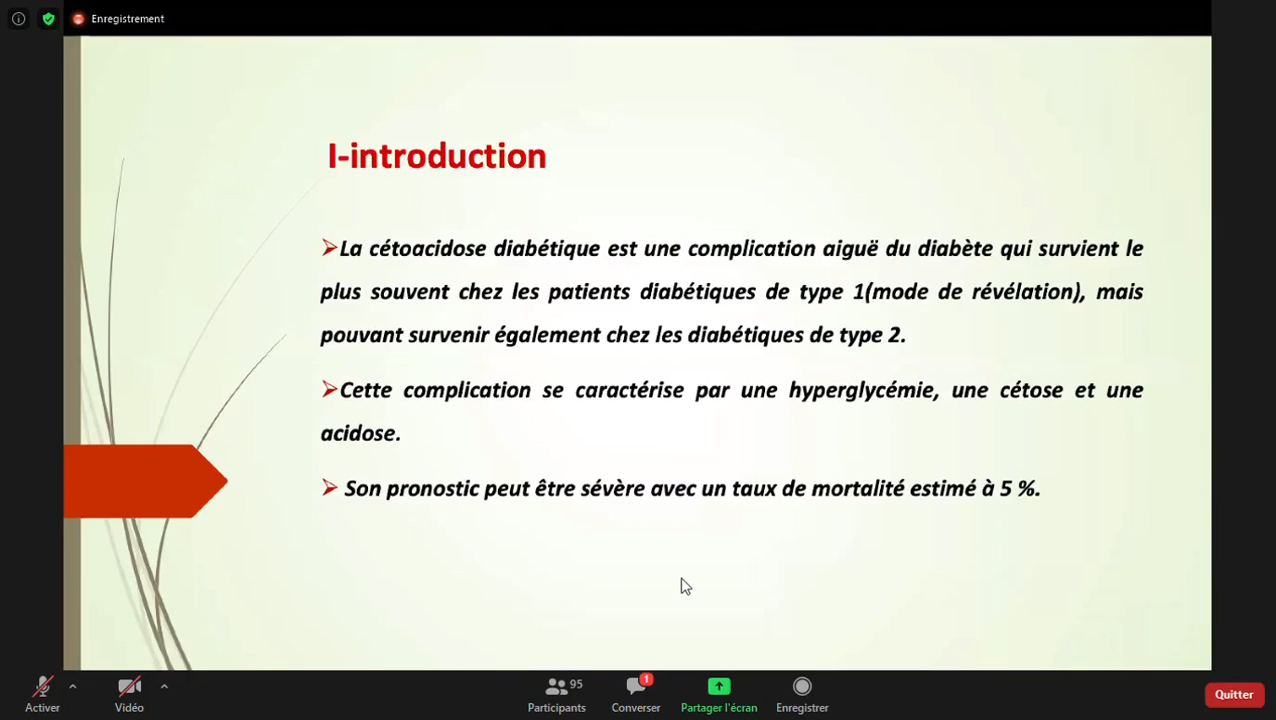 Enregistrement
I-introduction
➢La cétoacidose diabétique est une complication aiguë du diabète qui survient le
plus souvent chez les patients diabétiques de type 1(mode de révélation), mais
pouvant survenir également chez les diabétiques de type 2.
➢Cette complication se caractérise par une hyperglycémie, une cétose et une
acidose.
➢ Son pronostic peut être sévère avec un taux de mortalité estimé à 5 %.
95
1
Activer
Vidéo
Participants
Converser
Partager l'écran
Enregistrer
Quitter